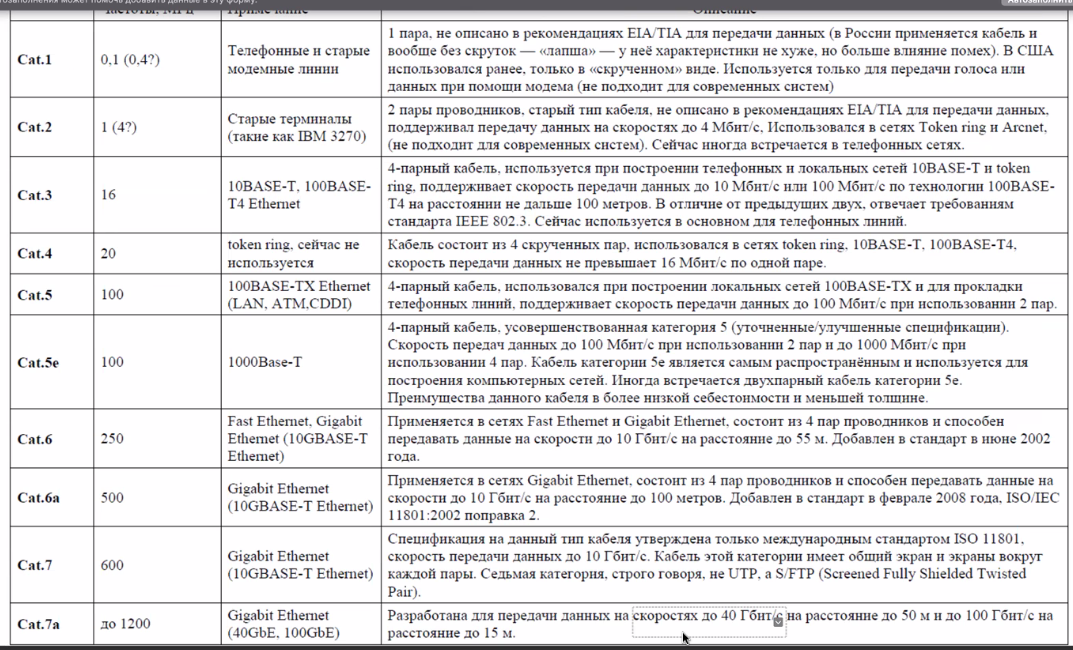 Cat.1
0,1 (0,4?)
Телефонные и старые
модемные линии
1 пара, не описано в рекомендациях EIA/TIA для передачи данных (в России применяется кабель и
вообще без скруток — «лапша» — у неё характеристики не хуже, но больше влияние помех). В США
использовался ранее, только в «скрученном» виде. Используется только для передачи голоса или
данных при помощи модема (не подходит для современных систем)
Cat.2
1 (4?)
Старые терминалы
(такие как IBM 3270)
2 пары проводников, старый тип кабеля, не описано в рекомендациях EIA/TIA для передачи данных,
поддерживал передачу данных на скоростях до 4 Мбит/с, Использовался в сетях Token ring и Arcnet,
(не подходит для современных систем). Сейчас иногда встречается в телефонных сетях.
Cat.3
16
10BASE-T, 100BASE-
T4 Ethernet
4-парный кабель, используется при построении телефонных и локальных сетей 10BASE-T и token
ring, поддерживает скорость передачи данных до 10 Мбит/с или 100 Мбит/с по технологии 100BASE-
T4 на расстоянии не дальше 100 метров. В отличие от предыдущих двух, отвечает требованиям
стандарта IEEE 802.3. Сейчас используется в основном для телефонных линий.
Cat.4
20
token ring, сейчас не
используется
Кабель состоит из 4 скрученных пар, использовался в сетях token ring, 10BASE-T, 100BASE-T4,
скорость передачи данных не превышает 16 Мбит/с по одной паре.
Cat.5
100
100BASE-TX Ethernet
(LAN, ATM,CDDI)
4-парный кабель, использовался при построении локальных сетей 100BASE-TX и для прокладки
телефонных линий, поддерживает скорость передачи данных до 100 Мбит/с при использовании 2 пар.
Cat.5e
100
1000Base-T
4-парный кабель, усовершенствованная категория 5 (уточненные/улучшенные спецификации).
Скорость передач данных до 100 Мбит/с при использовании 2 пар и до 1000 Мбит/с при
использовании 4 пар. Кабель категории 5e является самым распространённым и используется для
построения компьютерных сетей. Иногда встречается двухпарный кабель категории 5e.
Преимущества данного кабеля в более низкой себестоимости и меньшей толщине.
Cat.6
250
Fast Ethernet, Gigabit
Ethernet (10GBASE-T
Ethernet)
Применяется в сетях Fast Ethernet и Gigabit Ethernet, состоит из 4 пар проводников и способен
передавать данные на скорости до 10 Гбит/с на расстояние до 55 м. Добавлен в стандарт в июне 2002
года.
Cat.6a
500
Gigabit Ethernet
(10GBASE-T Ethernet)
Применяется в сетях Gigabit Ethernet, состоит из 4 пар проводников и способен передавать данные на
скорости до 10 Гбит/с на расстояние до 100 метров. Добавлен в стандарт в феврале 2008 года, ISO/IEC
11801:2002 поправка 2.
Cat.7
600
Gigabit Ethernet
(10GBASE-T Ethernet)
Спецификация на данный тип кабеля утверждена только международным стандартом ISO 11801,
скорость передачи данных до 10 Гбит/с. Кабель этой категории имеет общий экран и экраны вокруг
каждой пары. Седьмая категория, строго говоря, не UTP, а S/FTP (Screened Fully Shielded Twisted
Pair).
Cat.7a
до 1200
Gigabit Ethernet
(40GbE, 100GbE)
Разработана для передачи данных на скоростях до 40 Гбит/с на расстояние до 50 м и до 100 Гбит/с на
расстояние до 15 м.